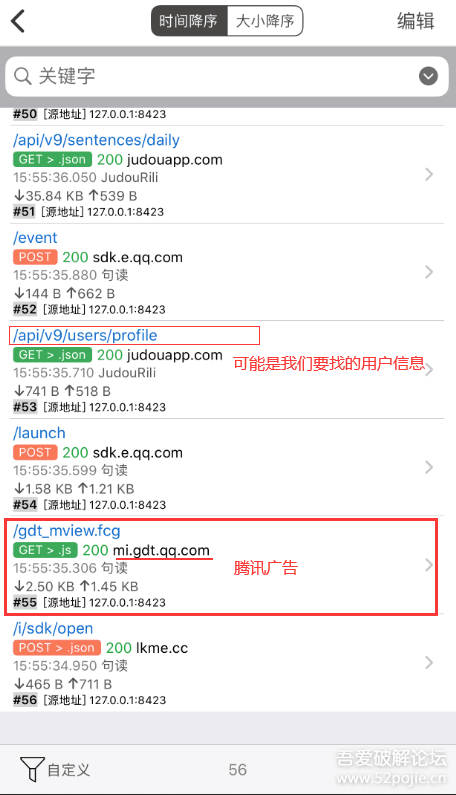 时间降序 大小降序 编辑
关键字
#50 [源地址] 127.0.0.1:8423
/api/v9/sentences/daily
GET > .json 200 judouapp.com
15:55:36.050 JudouRili
↓35.84 KB ↑539 B
#51 [源地址] 127.0.0.1:8423
/event
POST 200 sdk.e.qq.com
15:55:35.880 句读
↓144 B ↑662 B
#52 [源地址] 127.0.0.1:8423
/api/v9/users/profile
GET > .json 200 judouapp.com
可能是我们要找的用户信息
15:55:35.710 JudouRili
↓741 B ↑518 B
#53 [源地址] 127.0.0.1:8423
/launch
POST 200 sdk.e.qq.com
15:55:35.599 句读
↓1.58 KB ↑1.21 KB
#54 [源地址] 127.0.0.1:8423
/gdt_mview.fcg
GET > .js 200 mi.gdt.qq.com
15:55:35.306 句读
腾讯广告
↓2.50 KB ↑1.45 KB
#55 [源地址] 127.0.0.1:8423
/i/sdk/open
POST > .json 200 lkme.cc
15:55:34.950 句读
↓465 B ↑711 B
#56 [源地址] 127.0.0.1:8423
自定义 56
吾爱破解论坛
www.52pojie.cn